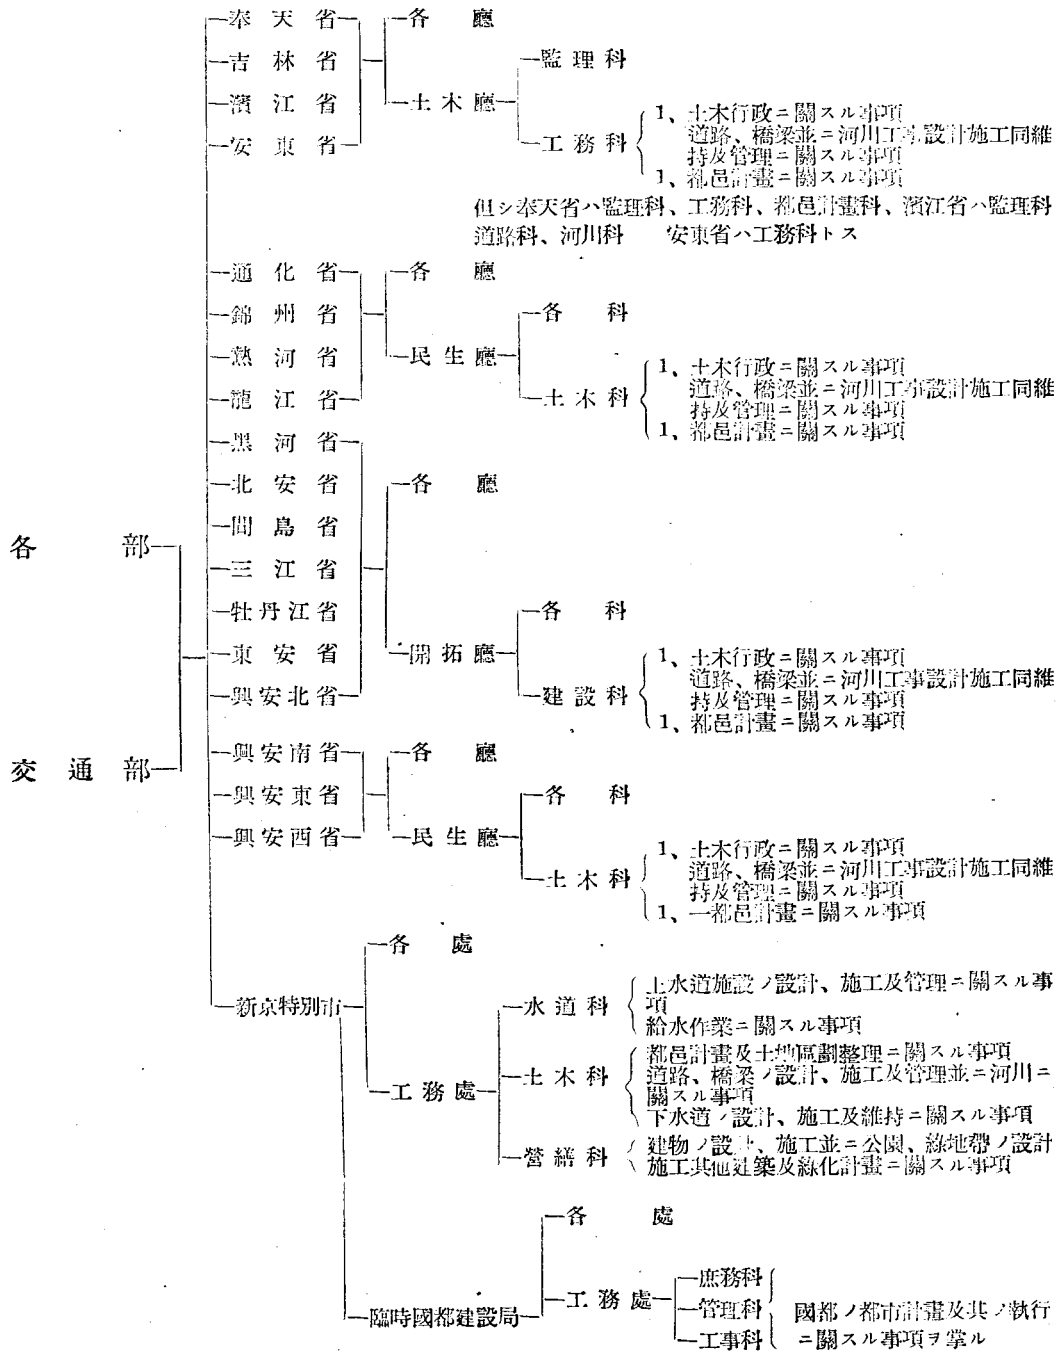 奉天省 各廳
吉林省 監理科
濱江省 土木廳
1、土木行政ニ關スル事項
道路、橋梁並ニ河川工事設計施工同維
安東省 工務科
持及管理ニ關スル事項
1、都邑計畫ニ關スル事項
但シ奉天省ハ監理科、工務科、都邑計畫科、濱江省ハ監理科
道路科、河川科 安東省ハ工務科トス
通化省 各廳
錦州省 各科
熱河省 民生廳
1、土木行政ニ關スル事項
道路、橋梁並ニ河川工事設計施工同維
龍江省 土木科
持及管理ニ關スル事項
1、都邑計畫ニ關スル事項
黑河省
北安省 各廳
間島省
各部
三江省
牡丹江省 各科
東安省 開拓廳
1、土木行政ニ關スル事項
道路、橋梁並ニ河川工事設計施工同維
興安北省 建設科
持及管理ニ關スル事項
1、都邑計畫ニ關スル事項
興安南省 各廳
交通部
興安東省 各科
興安西省 民生廳
1、土木行政ニ關スル事項
道路、橋梁並ニ河川工事設計施工同維
土木科
持及管理ニ關スル事項
1、一都邑計畫ニ關スル事項
各處
新京特別市 水道科
上水道施設ノ設計、施工及管理ニ關スル事
項
給水作業ニ關スル事項
工務處 土木科
都邑計畫及土地區劃整理ニ關スル事項
道路、橋梁ノ設計、施工及管理並ニ河川ニ
關スル事項
下水道ノ設計、施工及維持ニ關スル事項
營繕科
建物ノ設計、施工並ニ公園、綠地帶ノ設計
施工其他建築及綠化計畫ニ關スル事項
各處
臨時國都建設局 工務處
庶務科
管理科
工事科
國都ノ都市計畫及其ノ執行
ニ關スル事項ヲ掌ル